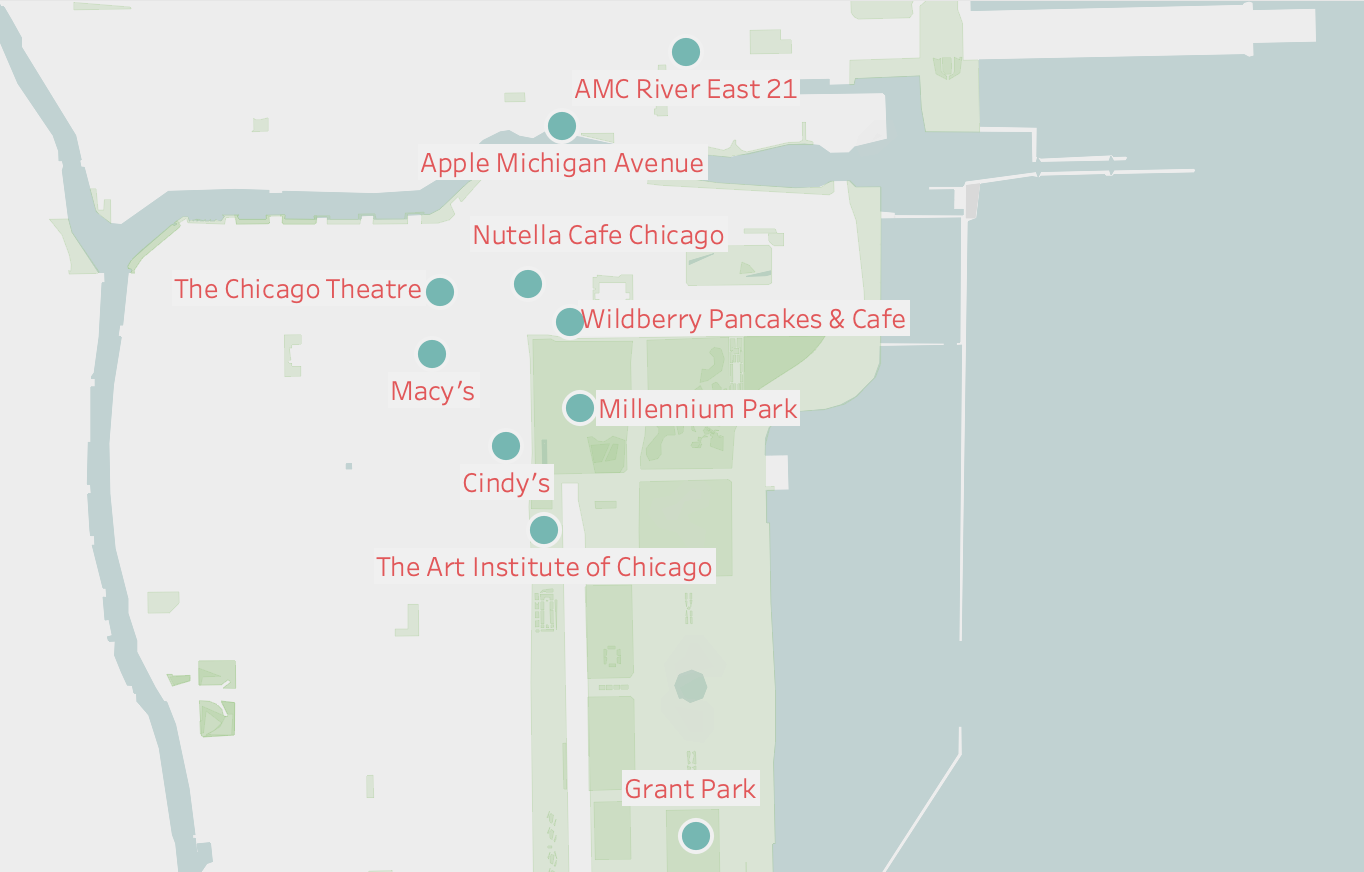 AMC River East 21
Apple Michigan Avenue
Nutella Cafe Chicago
The Chicago Theatre
Wildberry Pancakes & Cafe
Macy's
Millennium Park
Cindy's
The Art Institute of Chicago
Grant Park